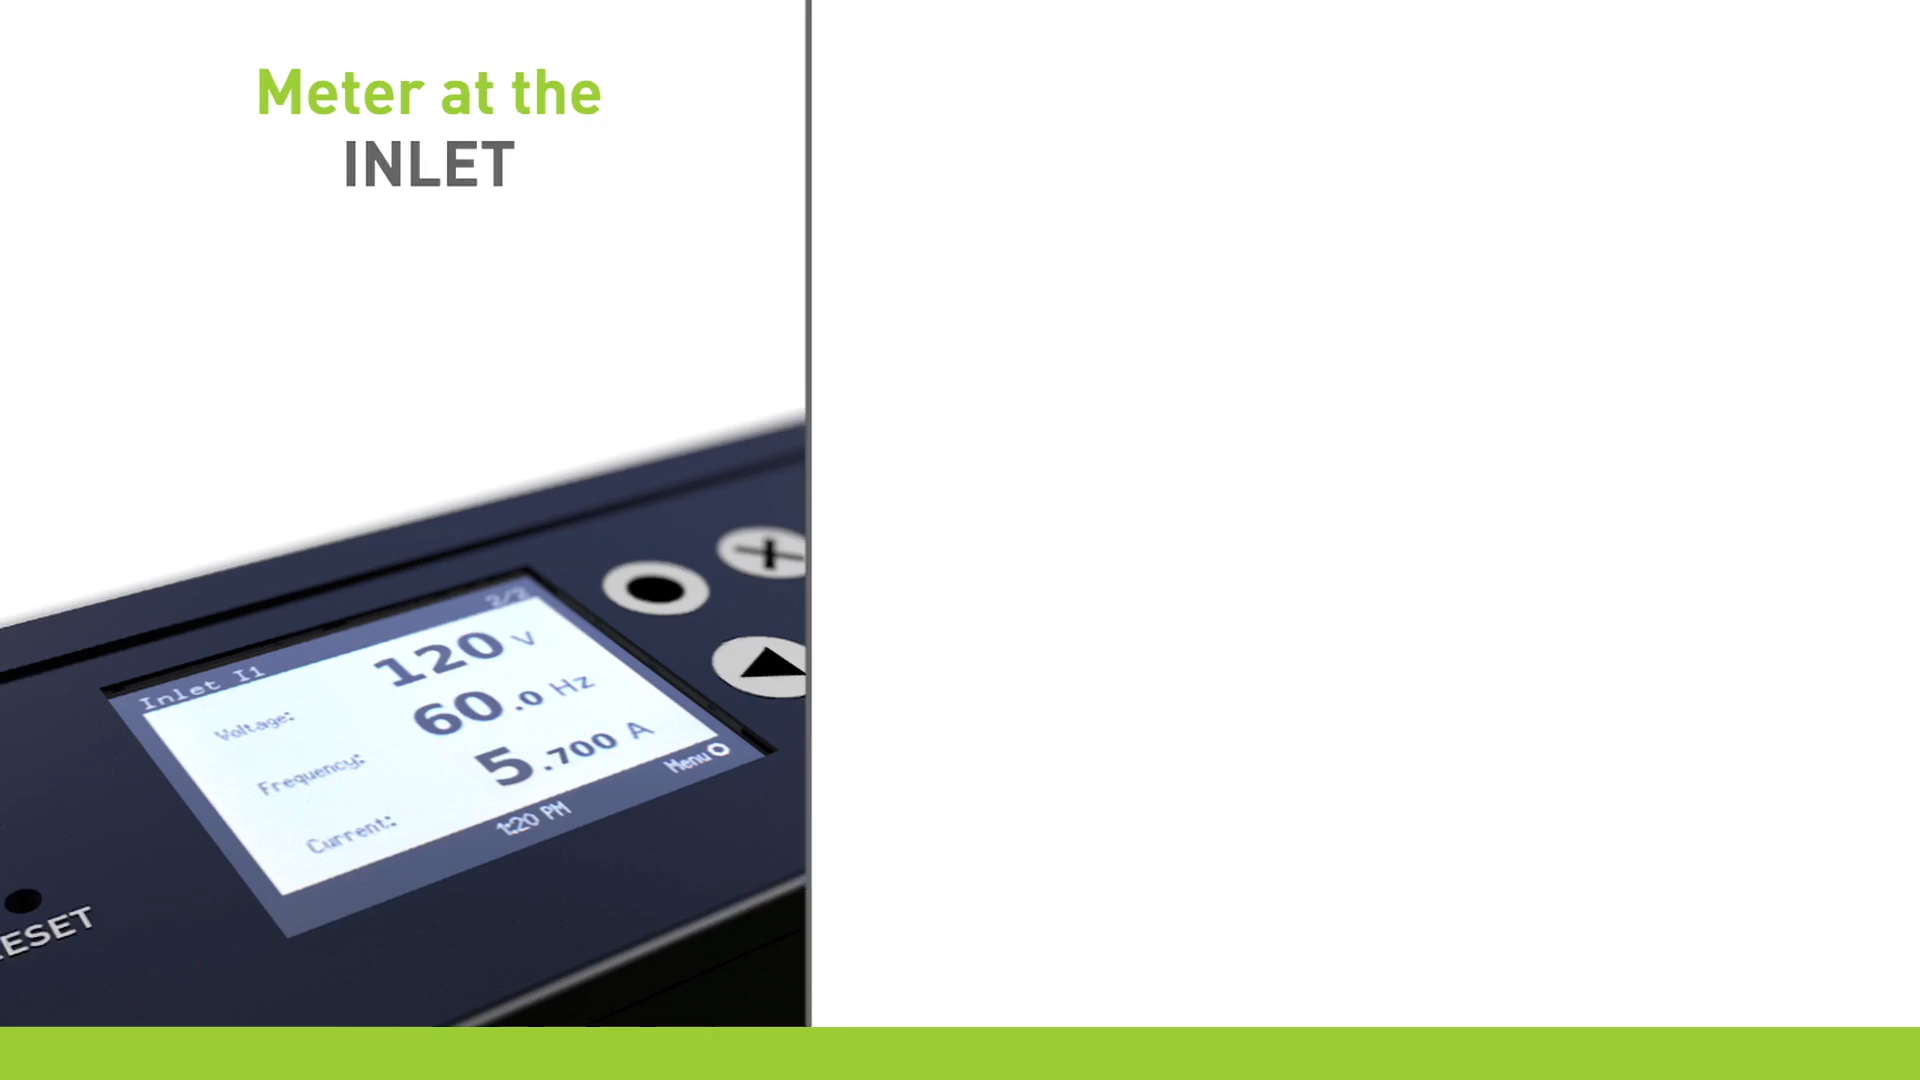 Meter at the
INLET
Inlet I1
2/2
Voltage:
120 V
Frequency:
60.0 Hz
Current:
5.700 A
1:20 PM
Menu
ESET